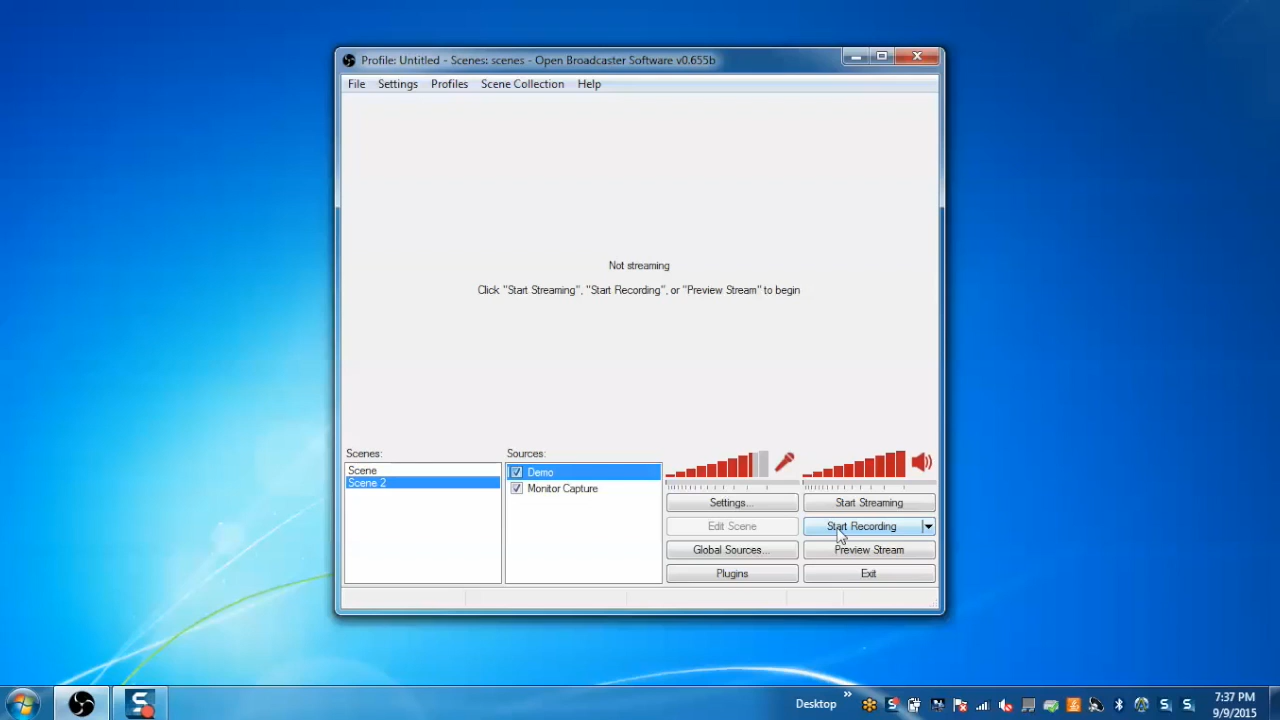 Profile: Untitled - Scenes: scenes - Open Broadcaster Software v0.655b
File Settings Profiles Scene Collection Help
Not streaming
Click "Start Streaming", "Start Recording", or "Preview Stream" to begin
Scenes:
Scene
Scene 2
Sources:
Demo
Monitor Capture
Settings...
Start Streaming
Edit Scene
Start Recording
Global Sources...
Preview Stream
Plugins
Exit
Desktop
7:37 PM
9/9/2015